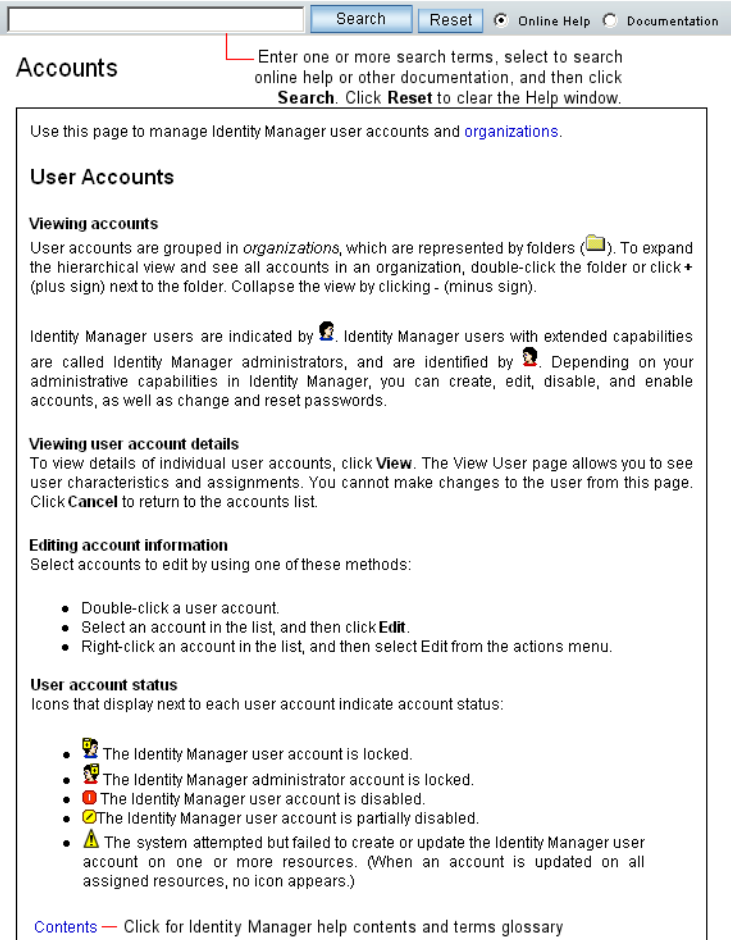 Search Reset Online Help Documentation
Accounts
Enter one or more search terms, select to search
online help or other documentation, and then click
Search. Click Reset to clear the Help window.
Use this page to manage Identity Manager user accounts and organizations.
User Accounts
Viewing accounts
User accounts are grouped in organizations, which are represented by folders ( ). To expand
the hierarchical view and see all accounts in an organization, double-click the folder or click +
(plus sign) next to the folder. Collapse the view by clicking - (minus sign).
Identity Manager users are indicated by . Identity Manager users with extended capabilities
are called Identity Manager administrators, and are identified by . Depending on your
administrative capabilities in Identity Manager, you can create, edit, disable, and enable
accounts, as well as change and reset passwords.
Viewing user account details
To view details of individual user accounts, click View. The View User page allows you to see
user characteristics and assignments. You cannot make changes to the user from this page.
Click Cancel to return to the accounts list.
Editing account information
Select accounts to edit by using one of these methods:
• Double-click a user account.
• Select an account in the list, and then click Edit.
• Right-click an account in the list, and then select Edit from the actions menu.
User account status
Icons that display next to each user account indicate account status:
• The Identity Manager user account is locked.
• The Identity Manager administrator account is locked.
• The Identity Manager user account is disabled.
• The Identity Manager user account is partially disabled.
• The system attempted but failed to create or update the Identity Manager user
account on one or more resources. (When an account is updated on all
assigned resources, no icon appears.)
Contents — Click for Identity Manager help contents and terms glossary